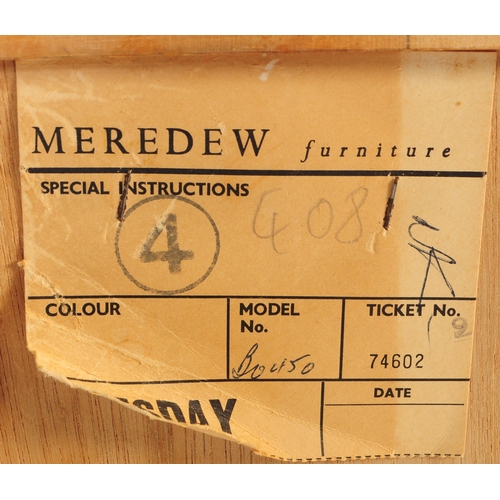 MEREDEW furniture
SPECIAL INSTRUCTIONS
4 408
COLOUR MODEL No. TICKET No.
74602
DATE